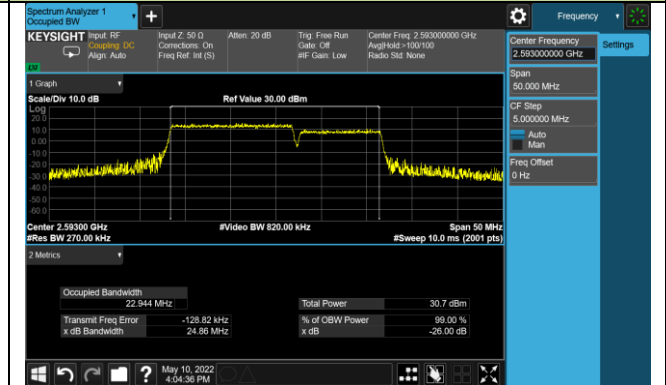 Spectrum Analyzer 1
Occupied BW
Frequency
KEYSIGHT
Input: RF
Coupling: DC
Align: Auto
Input Z: 50 Ω
Corrections: On
Freq Ref: Int (S)
Atten: 20 dB
Trig: Free Run
Gate: Off
#IF Gain: Low
Center Freq: 2.593000000 GHz
Avg|Hold:>100/100
Radio Std: None
LW
Center Frequency
2.593000000 GHz
Settings
Span
50.000 MHz
CF Step
5.000000 MHz
Auto
Man
Freq Offset
0 Hz
1 Graph
Scale/Div 10.0 dB
Ref Value 30.00 dBm
Log
20.0
10.0
0.00
-10.0
-20.0
-30.0
-40.0
-50.0
-60.0
Center 2.59300 GHz
#Video BW 820.00 kHz
Span 50 MHz
#Res BW 270.00 kHz
#Sweep 10.0 ms (2001 pts)
2 Metrics
Occupied Bandwidth
22.944 MHz
Total Power
30.7 dBm
Transmit Freq Error
-128.82 kHz
% of OBW Power
99.00 %
x dB Bandwidth
24.86 MHz
x dB
-26.00 dB
May 10, 2022
4:04:36 PM